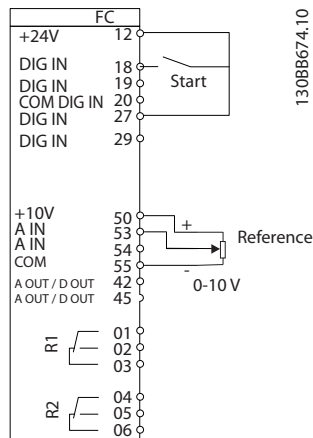 FC
+24V 12
DIG IN 18
DIG IN 19
COM DIG IN 20
DIG IN 27
DIG IN 29
Start
130BB674.10
+10V 50
A IN 53
A IN 54
COM 55
A OUT / D OUT 42
A OUT / D OUT 45
+
-
Reference
0-10 V
R1
01
02
03
R2
04
05
06